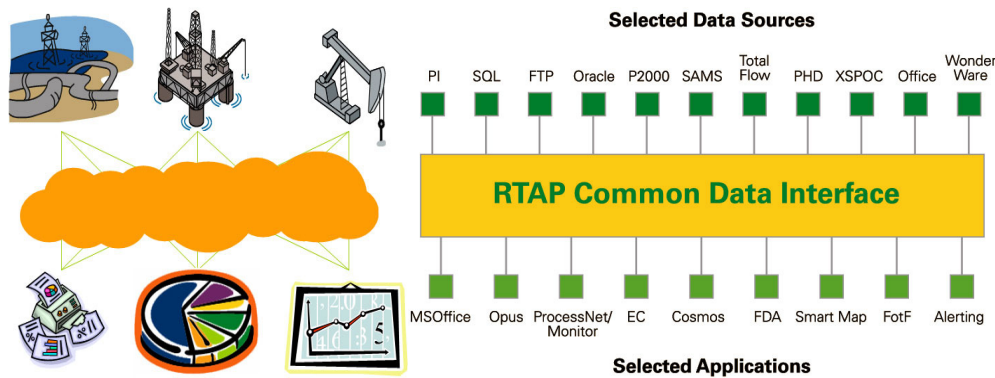 Selected Data Sources
PI SQL FTP Oracle P2000 SAMS Total Flow PHD XSPOC Office Wonder Ware
RTAP Common Data Interface
MSOffice Opus ProcessNet/ Monitor EC Cosmos FDA Smart Map FotF Alerting
Selected Applications